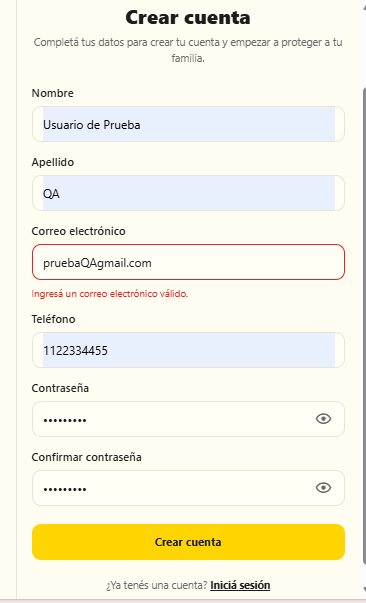 Crear cuenta
Completá tus datos para crear tu cuenta y empezar a proteger a tu
familia.
Nombre
Usuario de Prueba
Apellido
QA
Correo electrónico
pruebaQAgmail.com
Ingresá un correo electrónico válido.
Teléfono
1122334455
Contraseña
•••••••••
Confirmar contraseña
•••••••••
Crear cuenta
¿Ya tenés una cuenta? Iniciá sesión